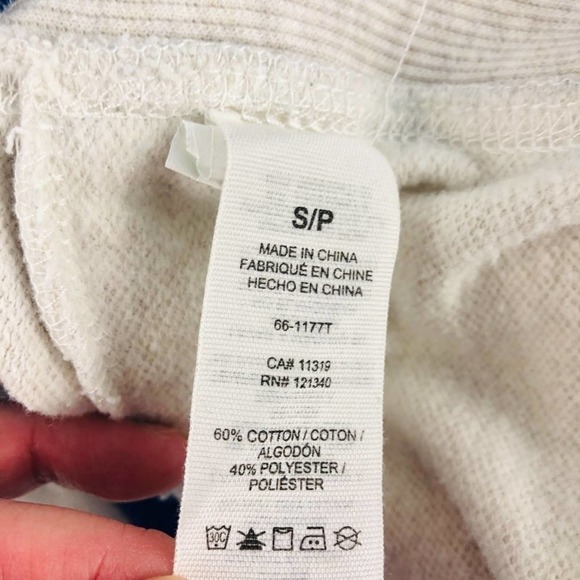 S/P
MADE IN CHINA
FABRIQUÉ EN CHINE
HECHO EN CHINA
66-1177T
CA# 11319
RN# 121340
60% COTTON / COTON /
ALGODÓN
40% POLYESTER /
POLIÉSTER
30C